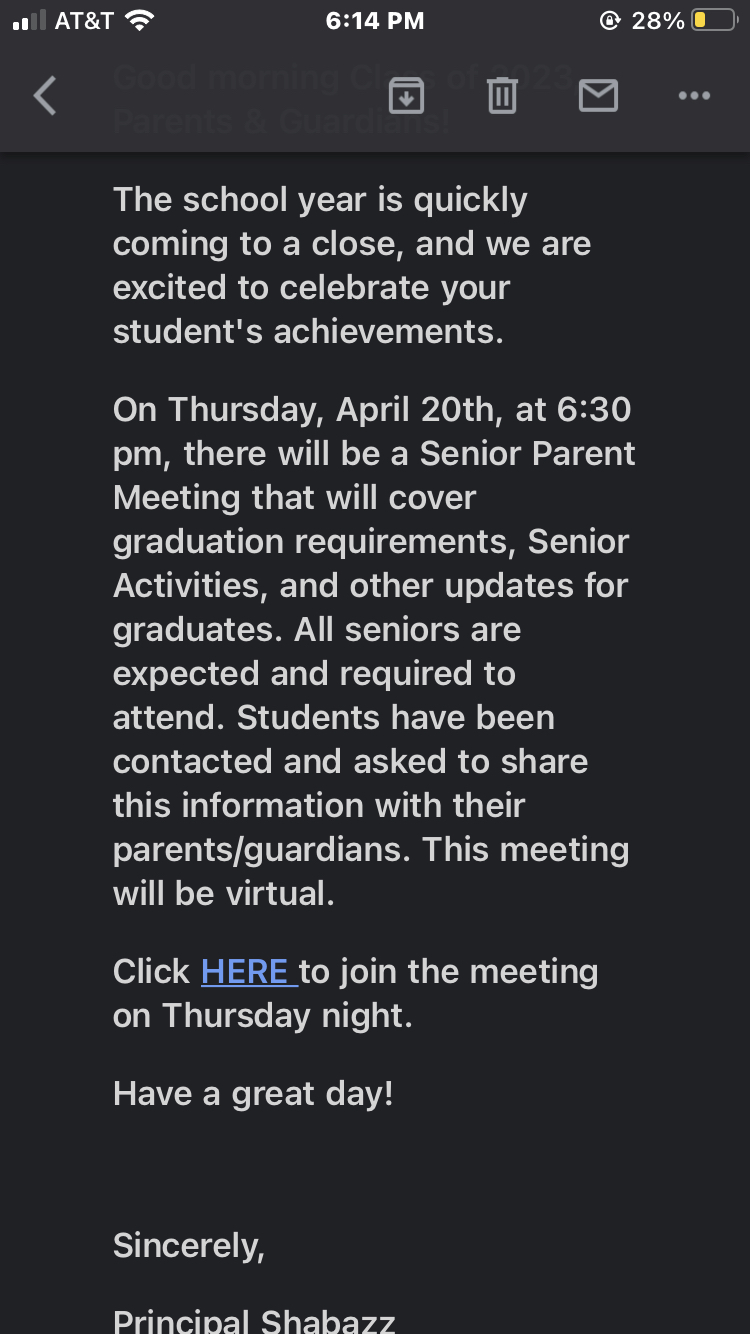 AT&T 6:14 PM 28%
Good morning Class of 2023
Parents & Guardians!
The school year is quickly
coming to a close, and we are
excited to celebrate your
student's achievements.
On Thursday, April 20th, at 6:30
pm, there will be a Senior Parent
Meeting that will cover
graduation requirements, Senior
Activities, and other updates for
graduates. All seniors are
expected and required to
attend. Students have been
contacted and asked to share
this information with their
parents/guardians. This meeting
will be virtual.
Click HERE to join the meeting
on Thursday night.
Have a great day!
Sincerely,
Principal Shabazz